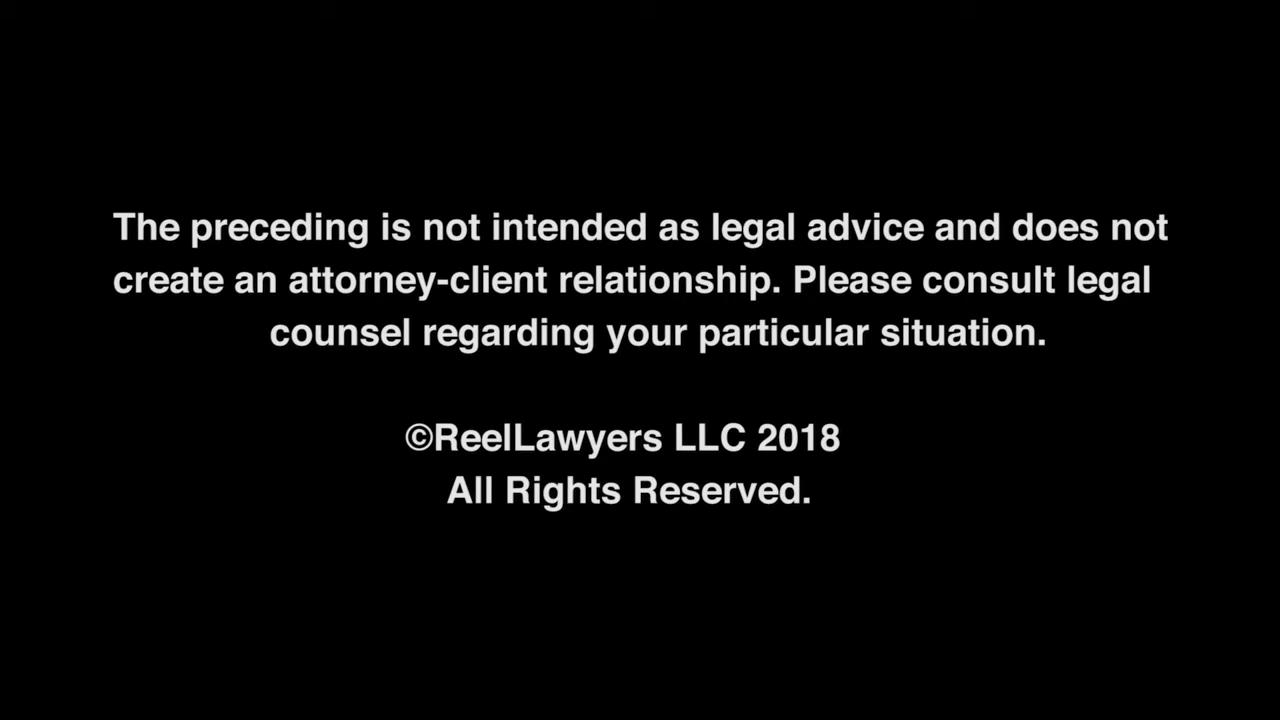 The preceding is not intended as legal advice and does not
create an attorney-client relationship. Please consult legal
counsel regarding your particular situation.
©ReelLawyers LLC 2018
All Rights Reserved.